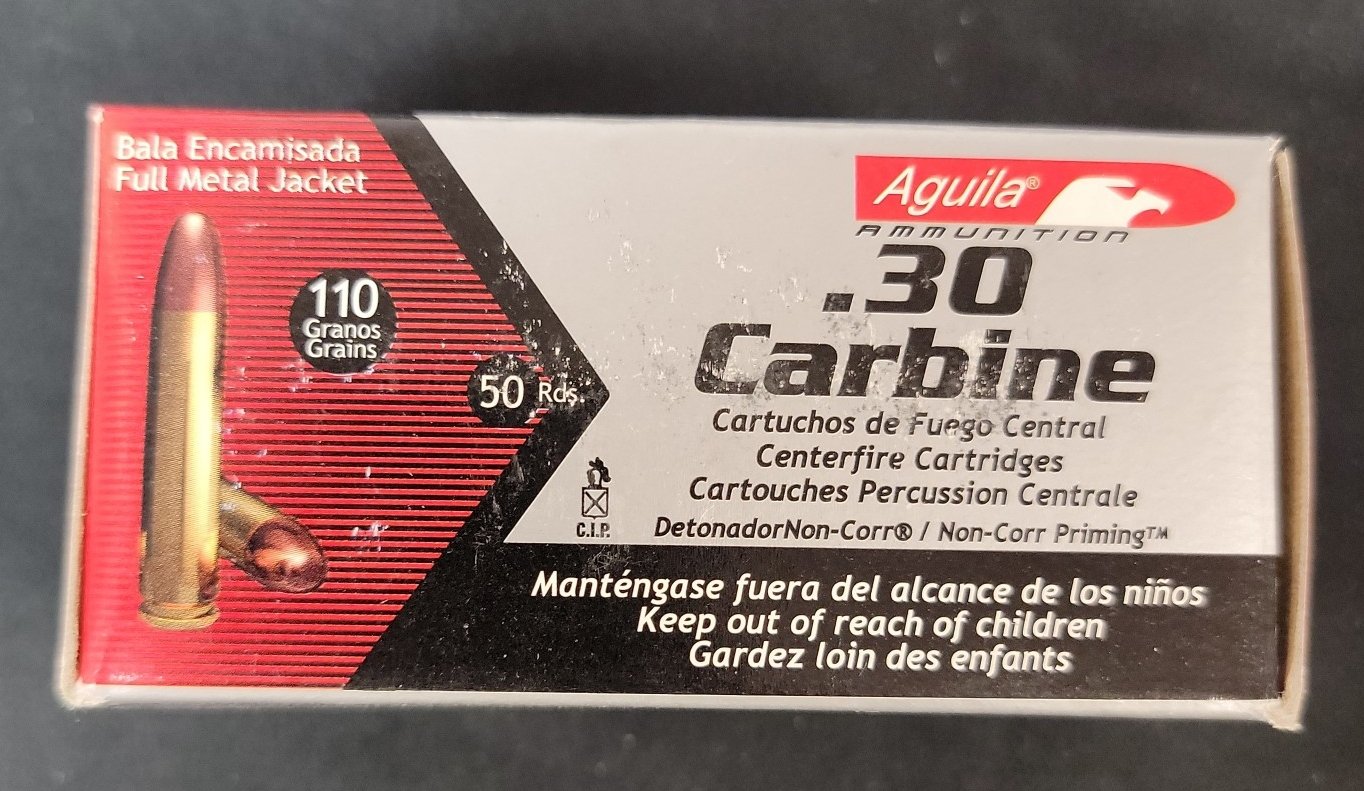 Bala Encamisada
Full Metal Jacket
110
Granos
Grains
50 Rds.
Aguila®
AMMUNITION
.30
Carbine
Cartuchos de Fuego Central
Centerfire Cartridges
Cartouches Percussion Centrale
C.I.P.
DetonadorNon-Corr® / Non-Corr Priming™
Manténgase fuera del alcance de los niños
Keep out of reach of children
Gardez loin des enfants